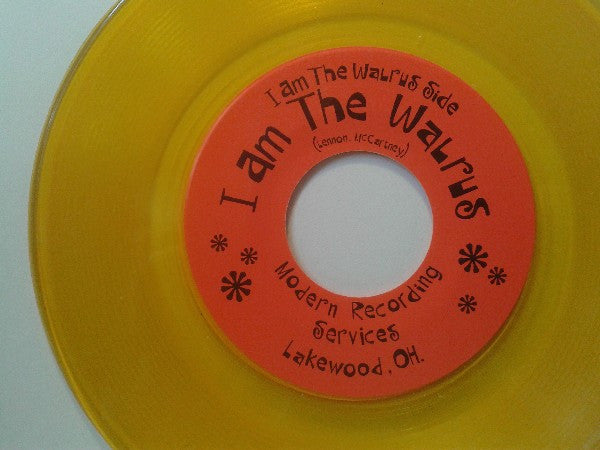 I am The Walrus Side
I am The Walrus
(Lennon, McCartney)
Modern Recording
Services
Lakewood, OH.